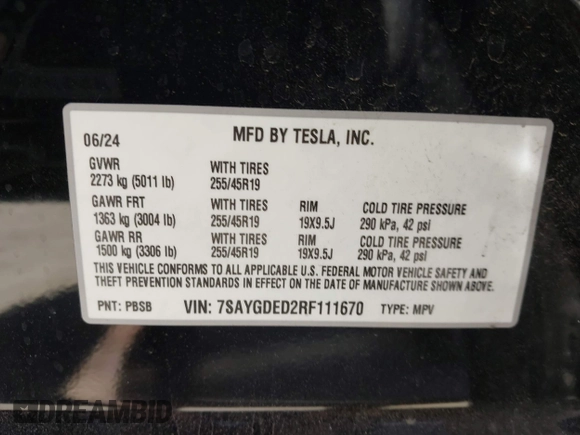 06/24 MFD BY TESLA, INC.
GVWR WITH TIRES
2273 kg (5011 lb) 255/45R19
GAWR FRT WITH TIRES RIM COLD TIRE PRESSURE
1363 kg (3004 lb) 255/45R19 19X9.5J 290 kPa, 42 psi
GAWR RR WITH TIRES RIM COLD TIRE PRESSURE
1500 kg (3306 lb) 255/45R19 19X9.5J 290 kPa, 42 psi
THIS VEHICLE CONFORMS TO ALL APPLICABLE U.S. FEDERAL MOTOR VEHICLE SAFETY AND
THEFT PREVENTION STANDARDS IN EFFECT ON THE DATE OF MANUFACTURE SHOWN ABOVE.
PNT: PBSB VIN: 7SAYGDED2RF111670 TYPE: MPV
DREAMBID